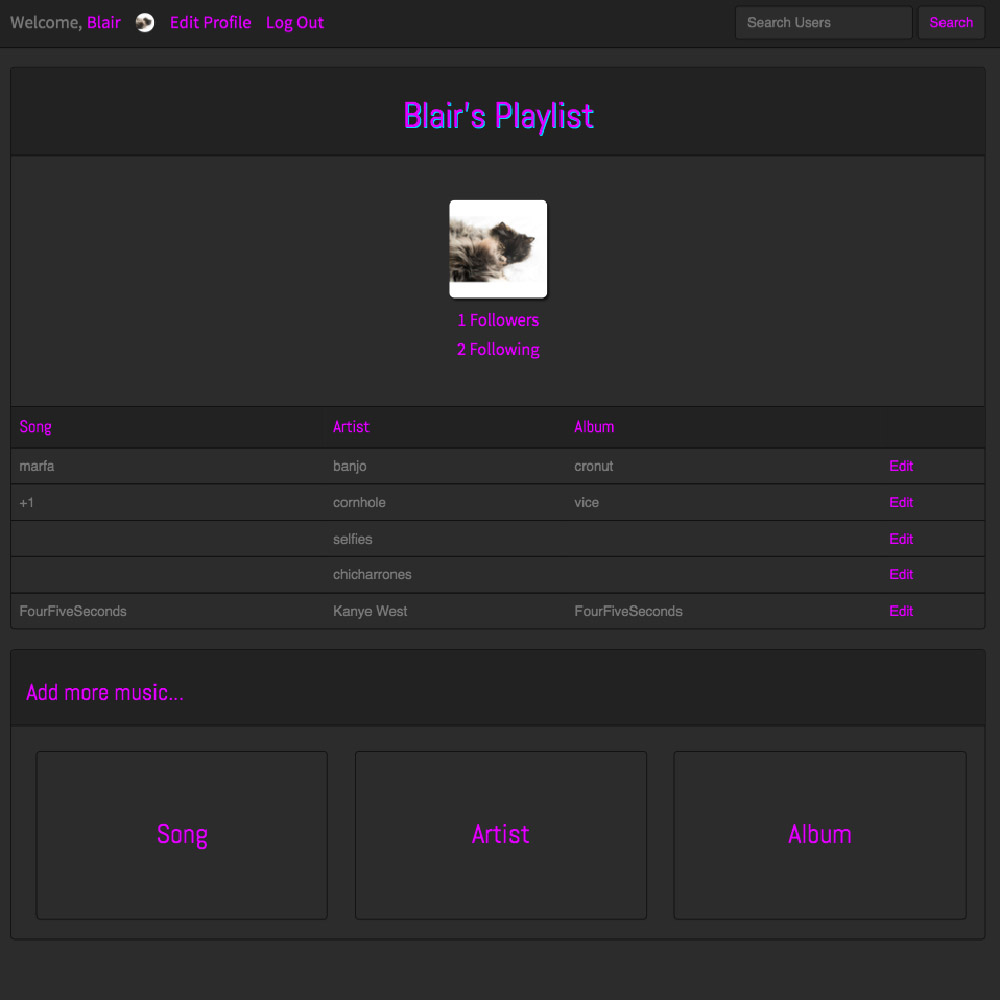 Welcome, Blair Edit Profile Log Out Search Users Search
Blair's Playlist
1 Followers
2 Following
Song Artist Album
marfa banjo cronut Edit
+1 cornhole vice Edit
selfies Edit
chicharrones Edit
FourFiveSeconds Kanye West FourFiveSeconds Edit
Add more music...
Song Artist Album